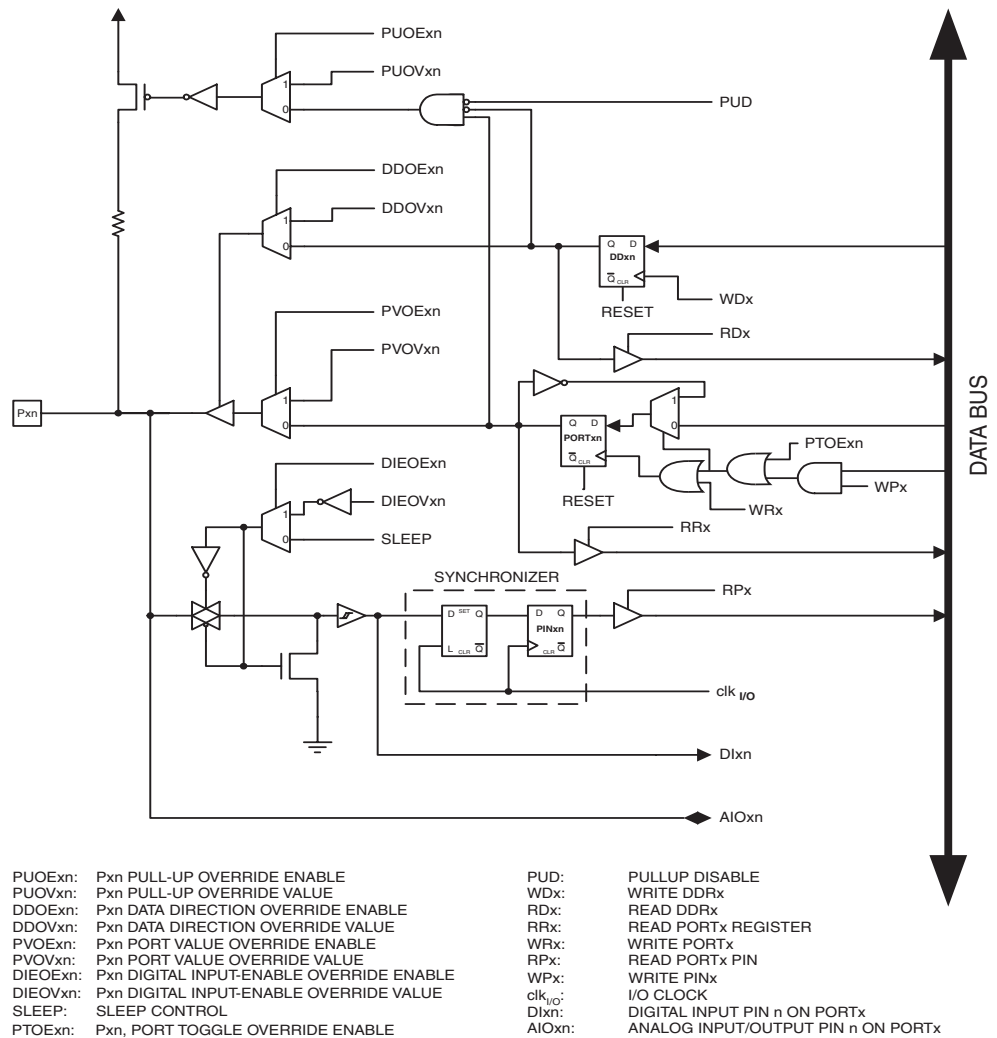 PUOExn
PUOVxn
1
0
PUD
DDOExn
DDOVxn
1
0
Q D
DDxn
Q CLR
WDx
RESET
PVOExn
RDx
PVOVxn
1
0
Pxn
1
0
Q D
PORTxn
Q CLR
PTOExn
DATA BUS
DIEOExn
WPx
RESET
WRx
DIEOVxn
1
0
SLEEP
RRx
SYNCHRONIZER
RPx
D SET Q
L CLR Q
D Q
PINxn
CLR Q
clk I/O
DIxn
AIOxn
PUOExn: Pxn PULL-UP OVERRIDE ENABLE
PUOVxn: Pxn PULL-UP OVERRIDE VALUE
DDOExn: Pxn DATA DIRECTION OVERRIDE ENABLE
DDOVxn: Pxn DATA DIRECTION OVERRIDE VALUE
PVOExn: Pxn PORT VALUE OVERRIDE ENABLE
PVOVxn: Pxn PORT VALUE OVERRIDE VALUE
DIEOExn: Pxn DIGITAL INPUT-ENABLE OVERRIDE ENABLE
DIEOVxn: Pxn DIGITAL INPUT-ENABLE OVERRIDE VALUE
SLEEP: SLEEP CONTROL
PTOExn: Pxn, PORT TOGGLE OVERRIDE ENABLE
PUD: PULLUP DISABLE
WDx: WRITE DDRx
RDx: READ DDRx
RRx: READ PORTx REGISTER
WRx: WRITE PORTx
RPx: READ PORTx PIN
WPx: WRITE PINx
clk I/O: I/O CLOCK
DIxn: DIGITAL INPUT PIN n ON PORTx
AIOxn: ANALOG INPUT/OUTPUT PIN n ON PORTx